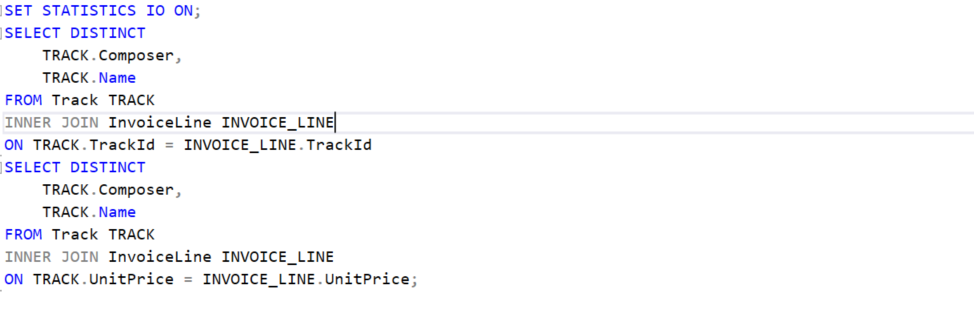 SET STATISTICS IO ON;
SELECT DISTINCT
TRACK.Composer,
TRACK.Name
FROM Track TRACK
INNER JOIN InvoiceLine INVOICE_LINE
ON TRACK.TrackId = INVOICE_LINE.TrackId
SELECT DISTINCT
TRACK.Composer,
TRACK.Name
FROM Track TRACK
INNER JOIN InvoiceLine INVOICE_LINE
ON TRACK.UnitPrice = INVOICE_LINE.UnitPrice;